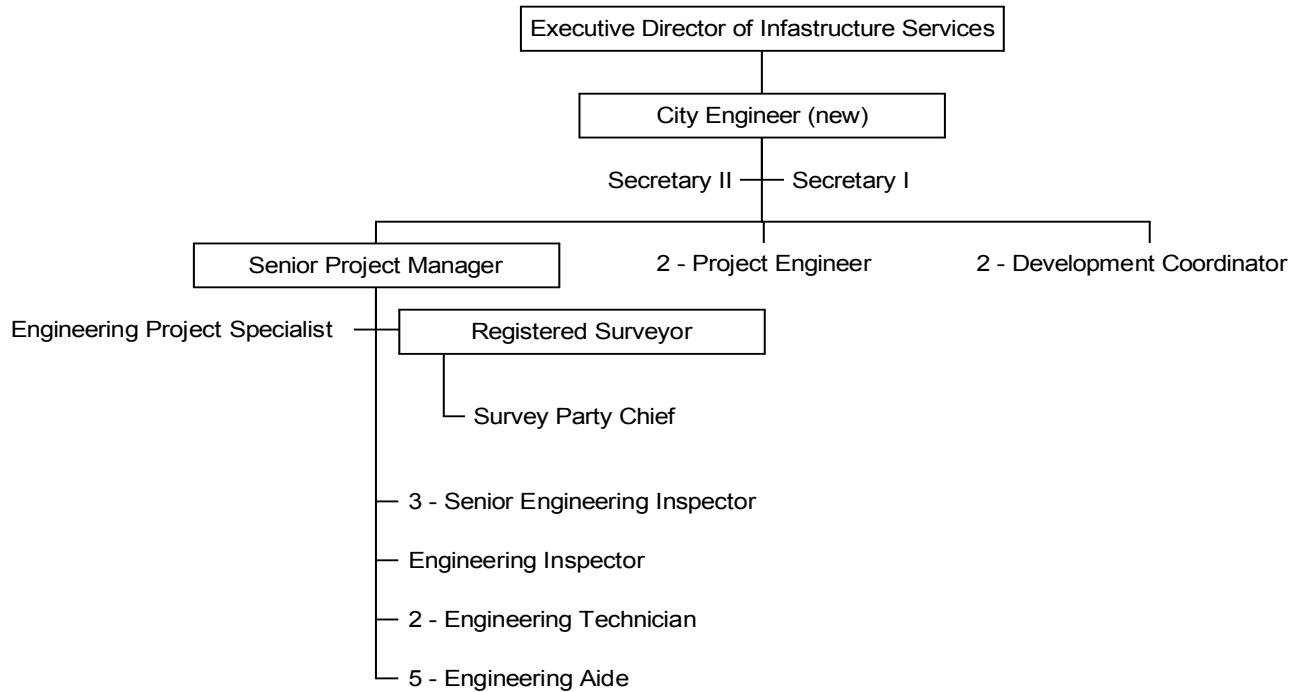 Executive Director of Infastructure Services
City Engineer (new)
Secretary II
Secretary I
Senior Project Manager
2 - Project Engineer
2 - Development Coordinator
Engineering Project Specialist
Registered Surveyor
Survey Party Chief
3 - Senior Engineering Inspector
Engineering Inspector
2 - Engineering Technician
5 - Engineering Aide